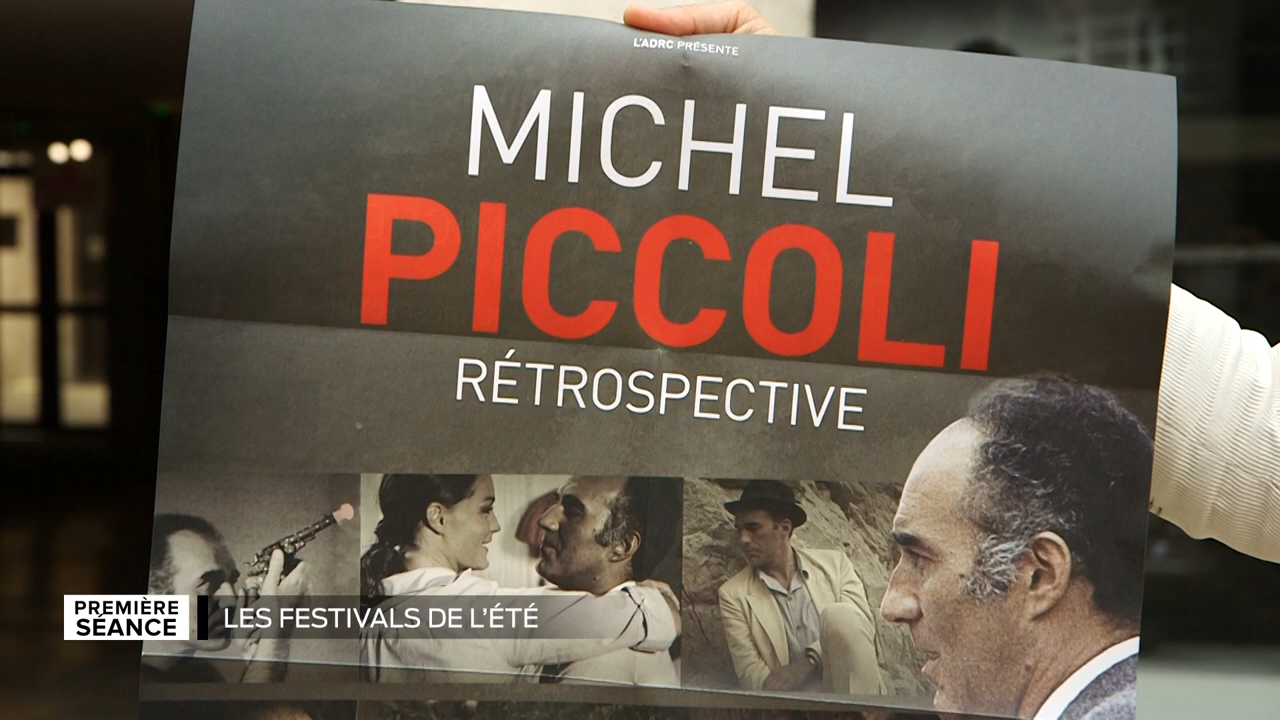 L'ADRC PRÉSENTE
MICHEL
PICCOLI
RÉTROSPECTIVE
PREMIÈRE
SÉANCE
LES FESTIVALS DE L'ÉTÉ